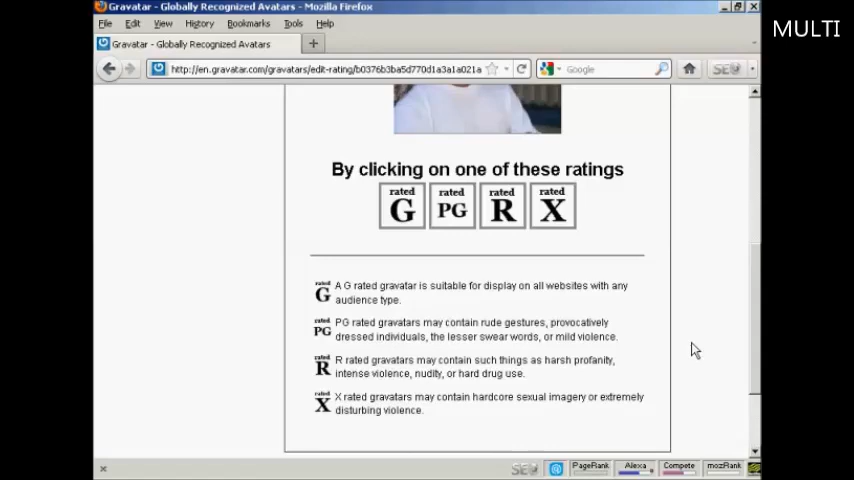 Gravatar - Globally Recognized Avatars - Mozilla Firefox
MULTI
File Edit View History Bookmarks Tools Help
Gravatar - Globally Recognized Avatars
http://en.gravatar.com/gravatars/edit-rating/b0376b3ba5d770d1a3a1a021a
Google
SEO
By clicking on one of these ratings
rated rated rated rated
G PG R X
rated
G A G rated gravatar is suitable for display on all websites with any
audience type.
rated
PG PG rated gravatars may contain rude gestures, provocatively
dressed individuals, the lesser swear words, or mild violence.
rated
R R rated gravatars may contain such things as harsh profanity,
intense violence, nudity, or hard drug use.
rated
X X rated gravatars may contain hardcore sexual imagery or extremely
disturbing violence.
SEO PageRank Alexa Compete mozRank